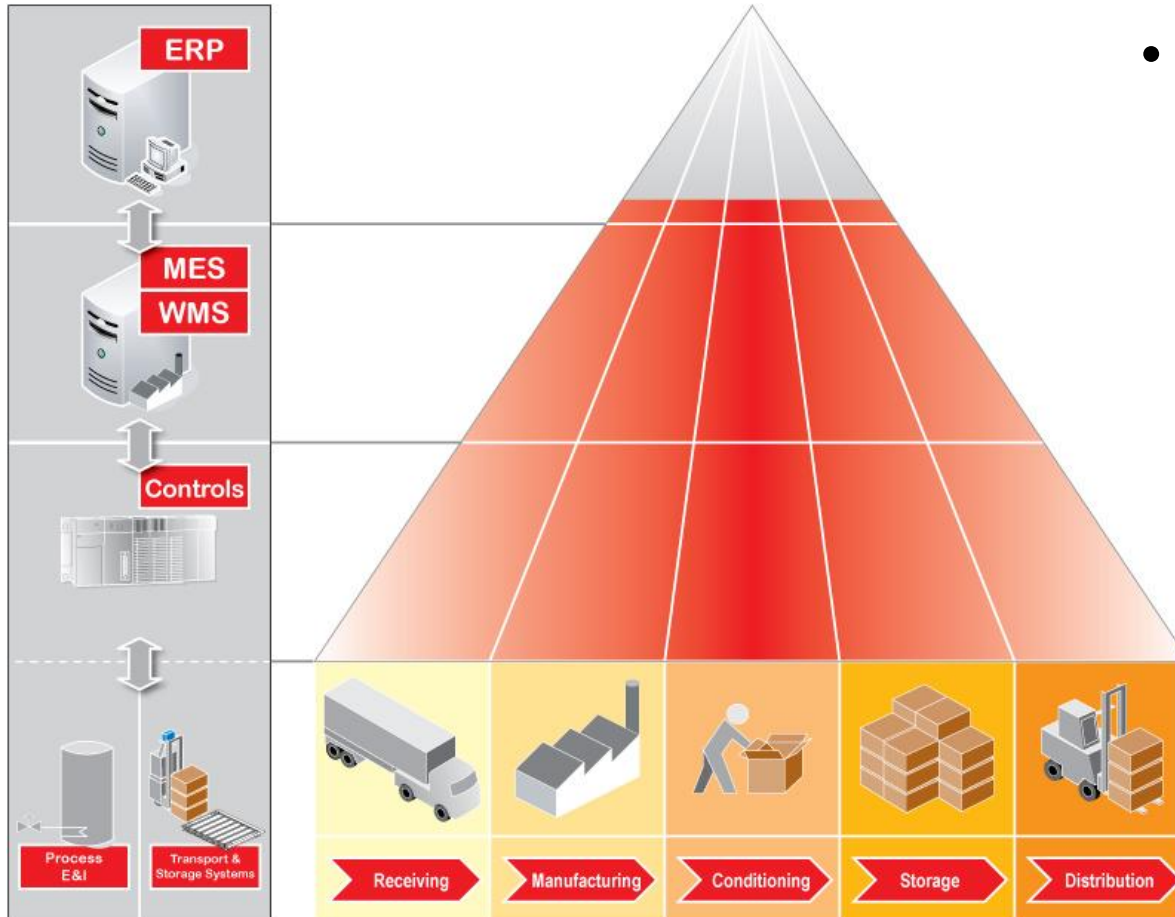 ERP
MES
WMS
Controls
Process
E&I
Transport &
Storage Systems
Receiving
Manufacturing
Conditioning
Storage
Distribution